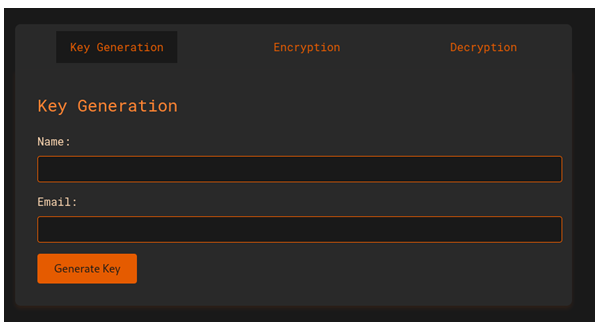 Key Generation Encryption Decryption
Key Generation
Name:
Email:
Generate Key